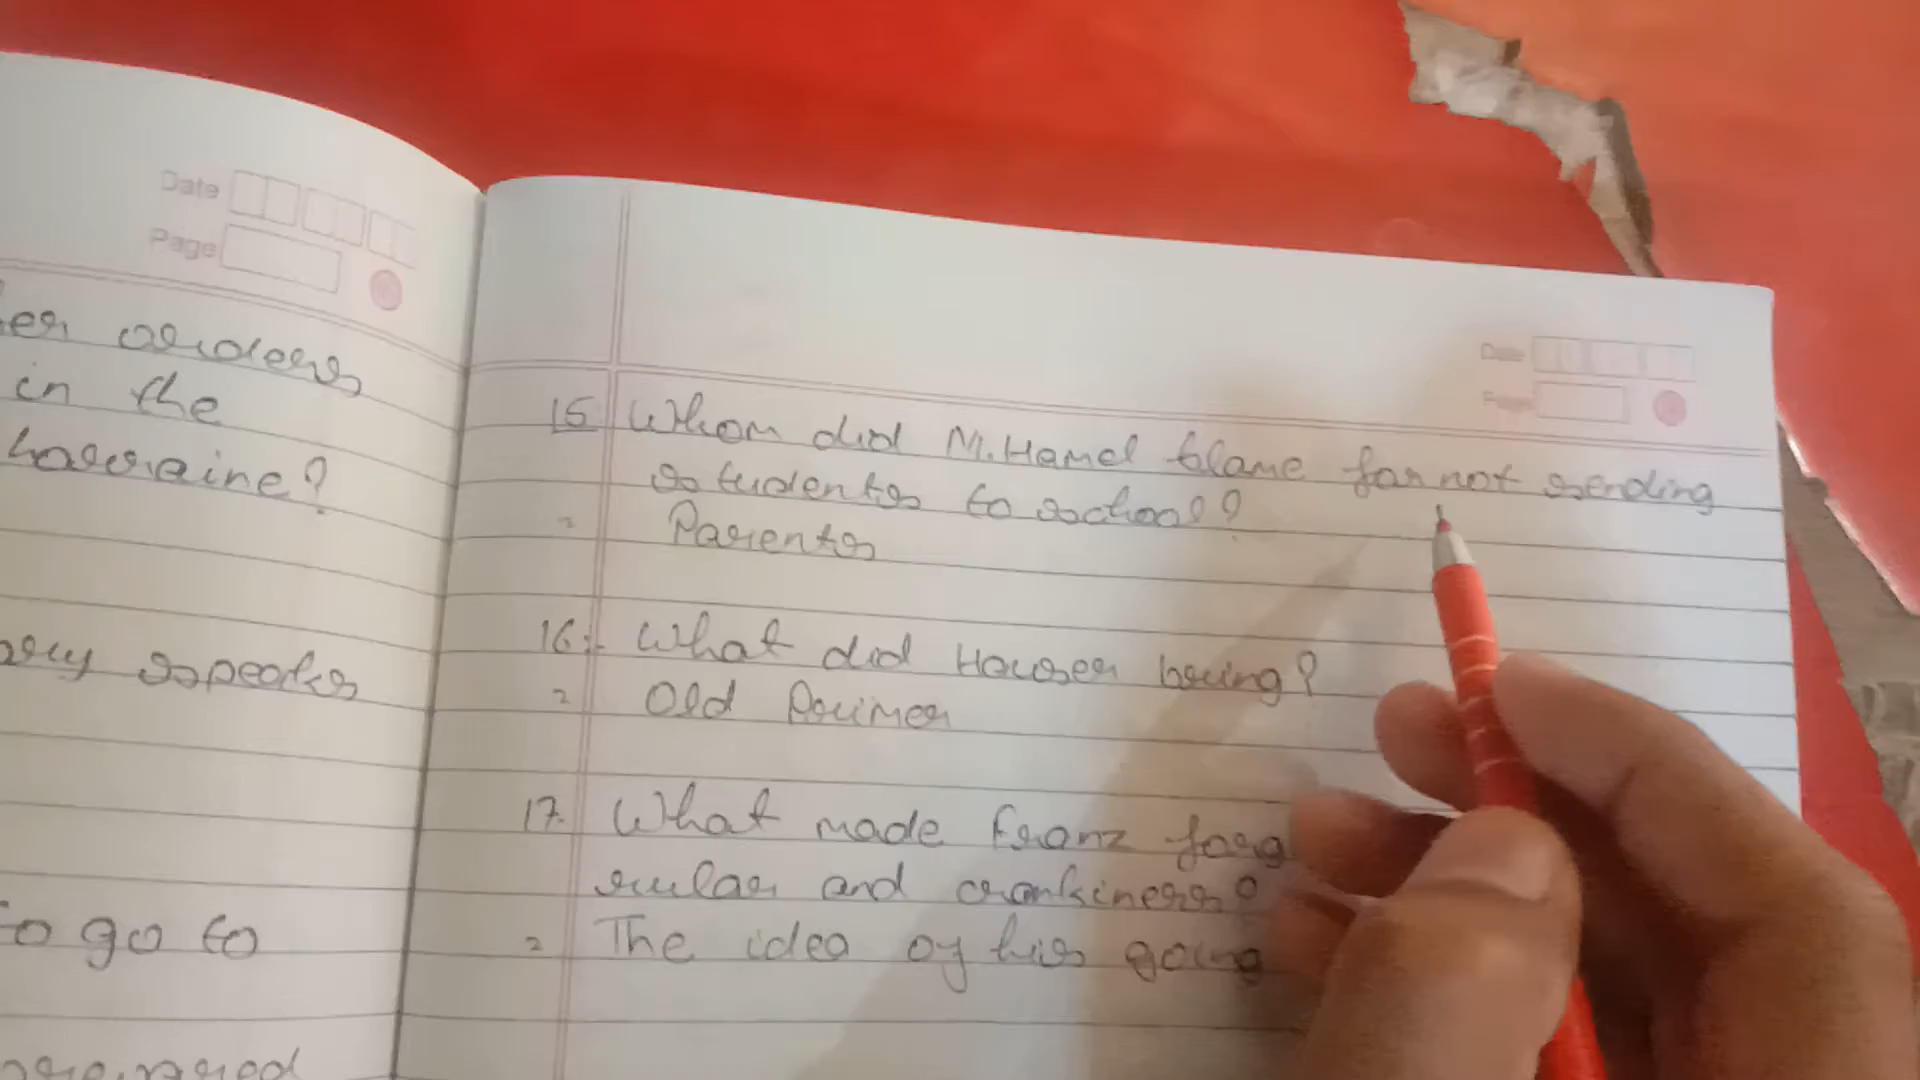 Date
Page
er orders
in the
Lorraine?
speaks
to go to
Date
Page
15. Whom did M.Hamel blame for not sending
students to school?
= Parents
16:- What did Hauser bring?
= Old Primer
17. What made Franz forg
ruler and crankiness?
= The idea of his going